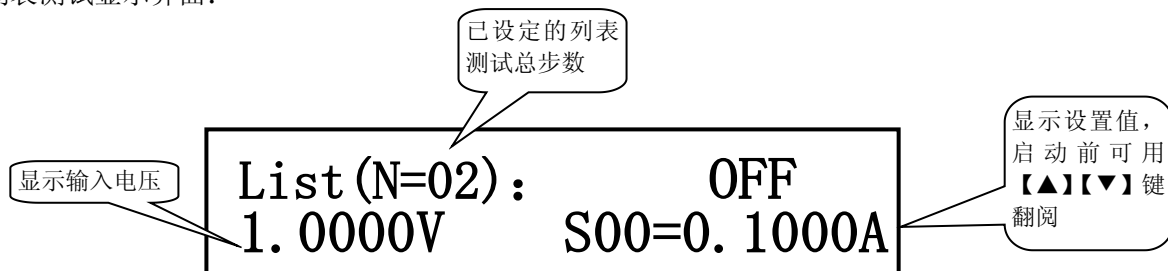 列表测试显示界面：
已设定的列表
测试总步数
显示输入电压
List(N=02)： OFF
1.0000V S00=0.1000A
显示设置值，
启动前可用
【▲】【▼】键
翻阅